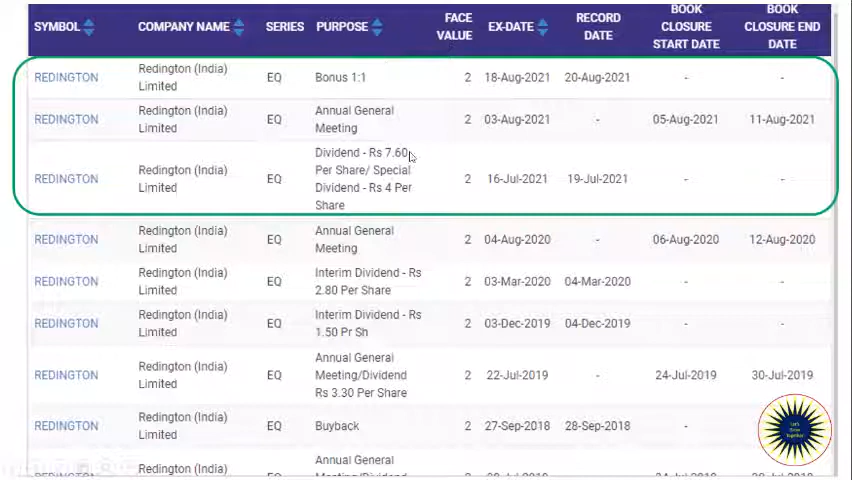 SYMBOL COMPANY NAME SERIES PURPOSE FACE VALUE EX-DATE RECORD DATE BOOK CLOSURE START DATE BOOK CLOSURE END DATE
REDINGTON Redington (India) Limited EQ Bonus 1:1 2 18-Aug-2021 20-Aug-2021 - -
REDINGTON Redington (India) Limited EQ Annual General Meeting 2 03-Aug-2021 - 05-Aug-2021 11-Aug-2021
REDINGTON Redington (India) Limited EQ Dividend - Rs 7.60 Per Share/ Special Dividend - Rs 4 Per Share 2 16-Jul-2021 19-Jul-2021 - -
REDINGTON Redington (India) Limited EQ Annual General Meeting 2 04-Aug-2020 - 06-Aug-2020 12-Aug-2020
REDINGTON Redington (India) Limited EQ Interim Dividend - Rs 2.80 Per Share 2 03-Mar-2020 04-Mar-2020 - -
REDINGTON Redington (India) Limited EQ Interim Dividend - Rs 1.50 Pr Sh 2 03-Dec-2019 04-Dec-2019 - -
REDINGTON Redington (India) Limited EQ Annual General Meeting/Dividend Rs 3.30 Per Share 2 22-Jul-2019 - 24-Jul-2019 30-Jul-2019
REDINGTON Redington (India) Limited EQ Buyback 2 27-Sep-2018 28-Sep-2018 -
REDINGTON Redington (India) Annual General